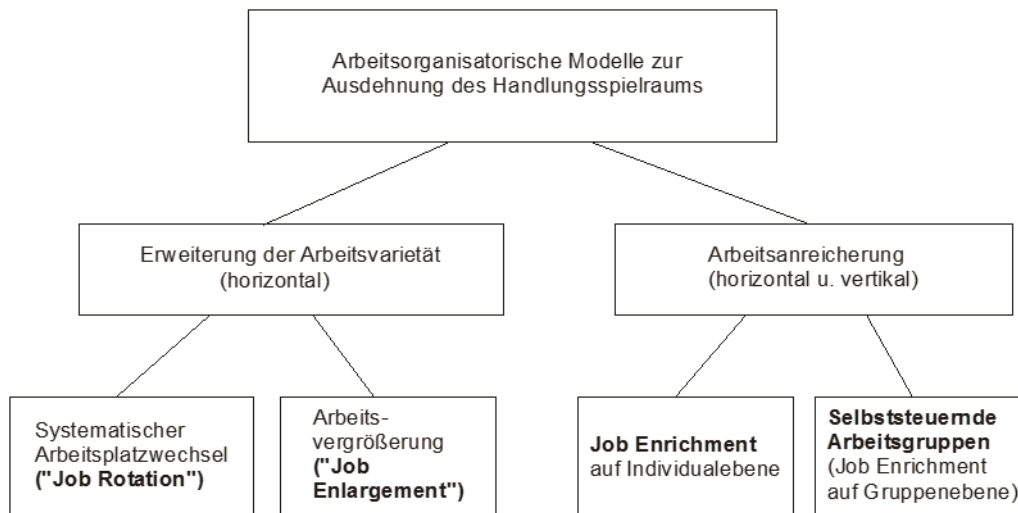 Arbeitsorganisatorische Modelle zur
Ausdehnung des Handlungsspielraums
Erweiterung der Arbeitsvarietät
(horizontal)
Arbeitsanreicherung
(horizontal u. vertikal)
Systematischer
Arbeitsplatzwechsel
("Job Rotation")
Arbeits-
vergrößerung
("Job
Enlargement")
Job Enrichment
auf Individualebene
Selbststeuernde
Arbeitsgruppen
(Job Enrichment
auf Gruppenebene)